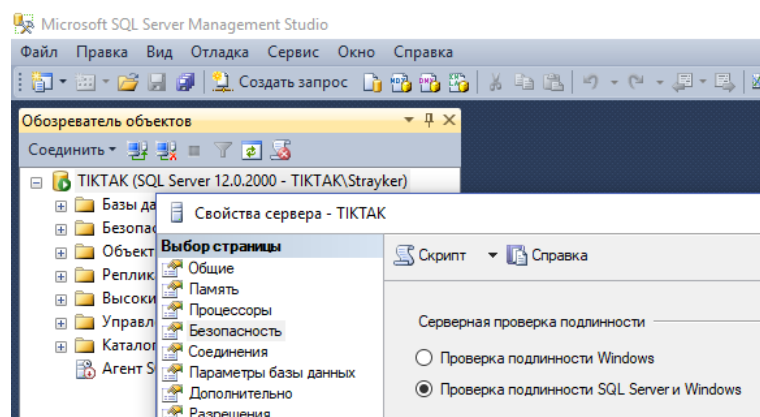 Microsoft SQL Server Management Studio
Файл Правка Вид Отладка Сервис Окно Справка
Создать запрос
Обозреватель объектов
Соединить
TIKTAK (SQL Server 12.0.2000 - TIKTAK\Strayker)
Базы да
Свойства сервера - TIKTAK
Безопас
Выбор страницы
Скрипт Справка
Объект
Общие
Реплик
Память
Высоки
Процессоры
Управл
Безопасность
Серверная проверка подлинности
Каталог
Соединения
Проверка подлинности Windows
Агент S
Параметры базы данных
Дополнительно
Проверка подлинности SQL Server и Windows
Разрешения